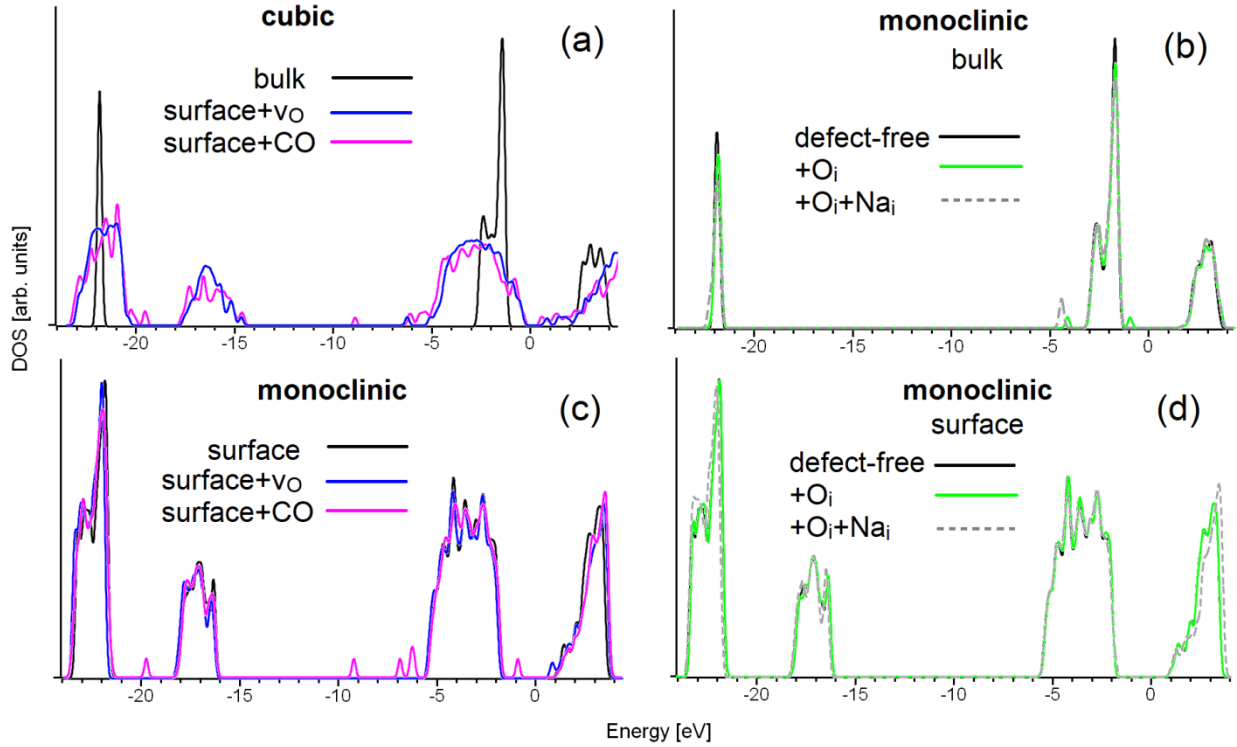 cubic
(a)
bulk
surface+vO
surface+CO
-20 -15 -10 -5 0
monoclinic
(b)
bulk
defect-free
+Oi
+Oi+Nai
-20 -15 -10 -5 0
DOS [arb. units]
monoclinic
(c)
surface
surface+vO
surface+CO
-20 -15 -10 -5 0
monoclinic
(d)
surface
defect-free
+Oi
+Oi+Nai
-20 -15 -10 -5 0
Energy [eV]